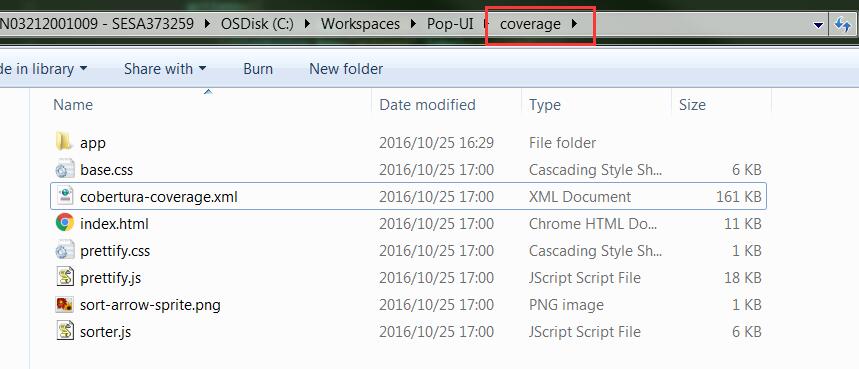 N03212001009 - SESA373259 OSDisk (C:) Workspaces Pop-UI coverage
de in library Share with Burn New folder
Name Date modified Type Size
app 2016/10/25 16:29 File folder
base.css 2016/10/25 17:00 Cascading Style Sh... 6 KB
cobertura-coverage.xml 2016/10/25 17:00 XML Document 161 KB
index.html 2016/10/25 17:00 Chrome HTML Do... 11 KB
prettify.css 2016/10/25 17:00 Cascading Style Sh... 1 KB
prettify.js 2016/10/25 17:00 JScript Script File 18 KB
sort-arrow-sprite.png 2016/10/25 17:00 PNG image 1 KB
sorter.js 2016/10/25 17:00 JScript Script File 6 KB